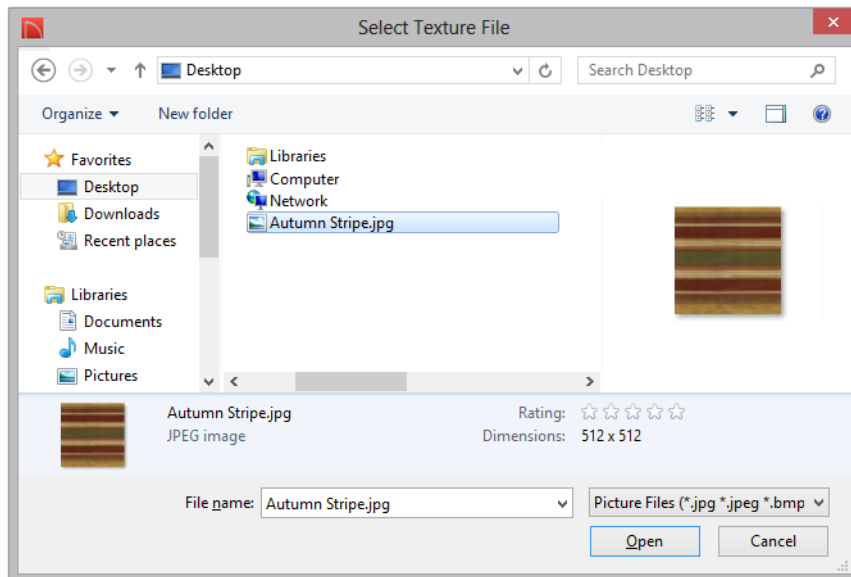 Select Texture File
Desktop
Search Desktop
Organize
New folder
Favorites
Desktop
Downloads
Recent places
Libraries
Documents
Music
Pictures
Libraries
Computer
Network
Autumn Stripe.jpg
Autumn Stripe.jpg
JPEG image
Rating:
Dimensions: 512 x 512
File name: Autumn Stripe.jpg
Picture Files (*.jpg *.jpeg *.bmp
Open
Cancel